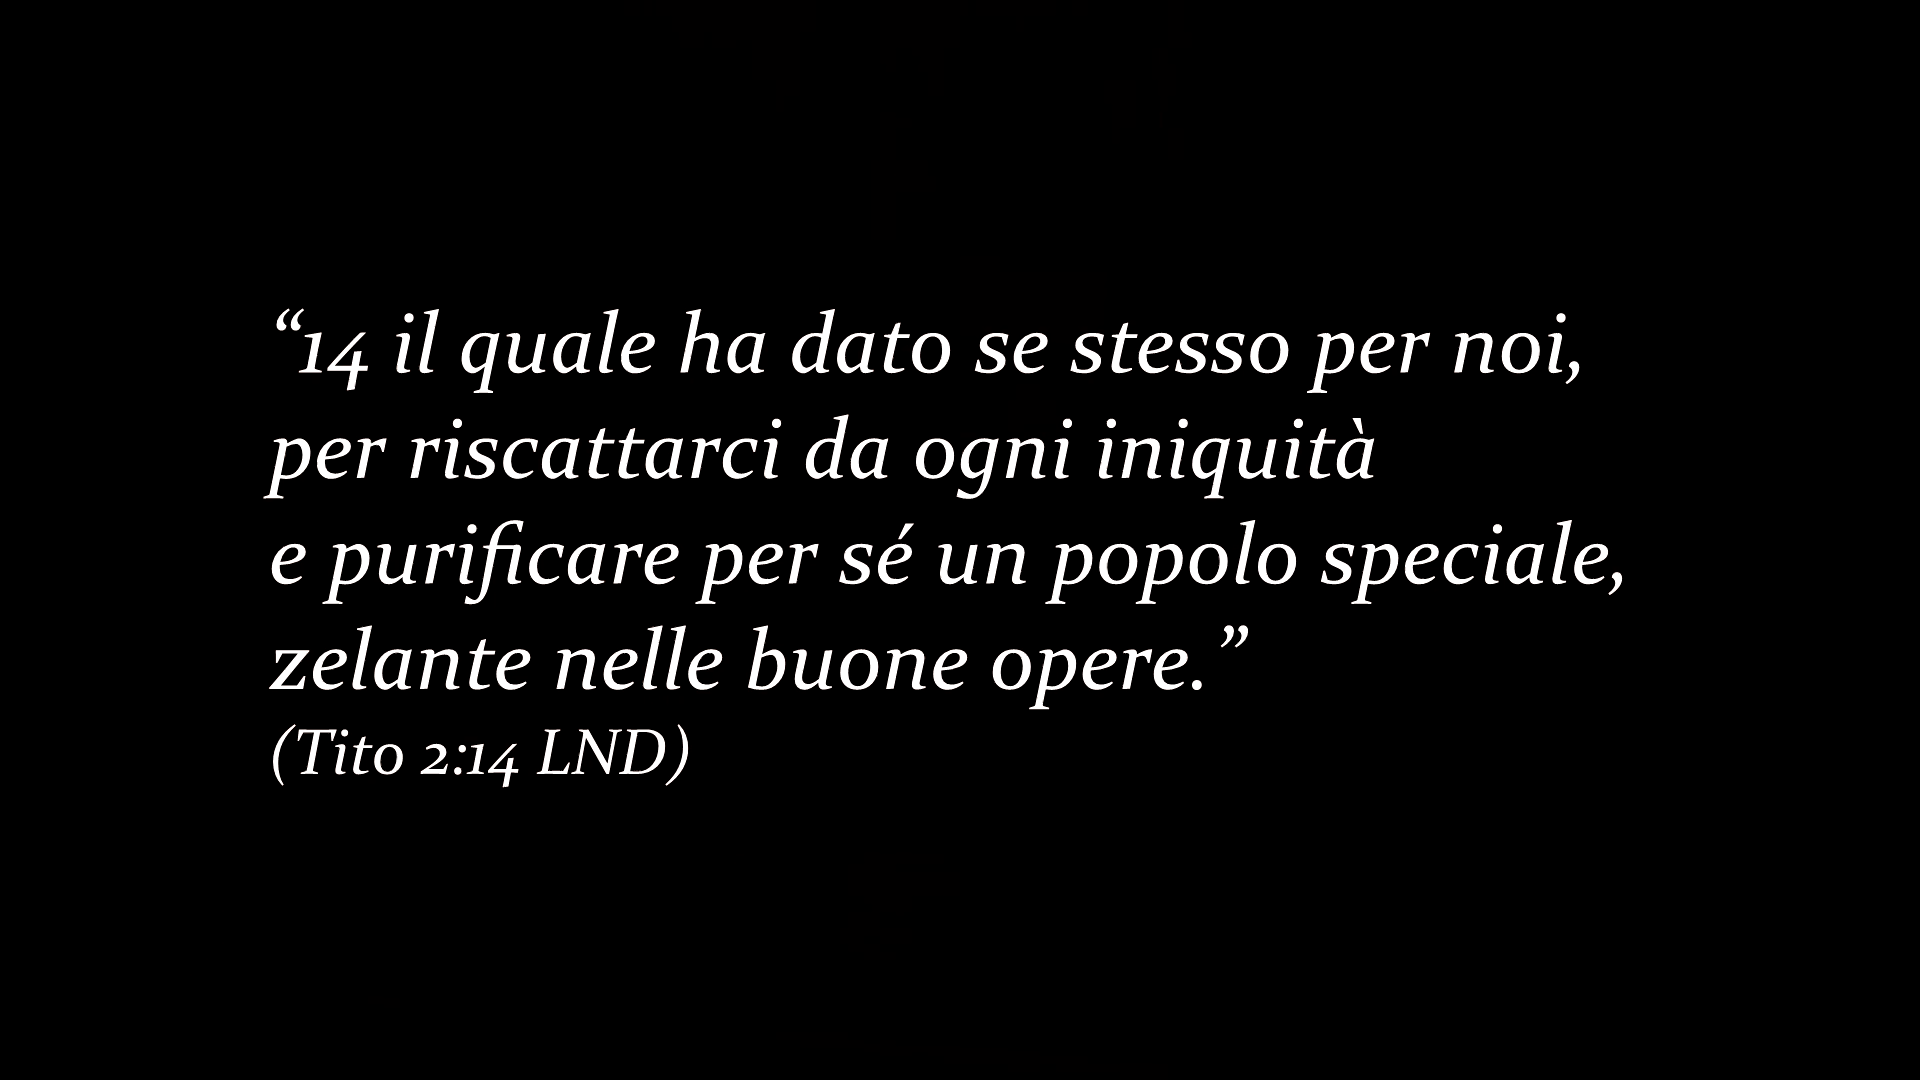 “14 il quale ha dato se stesso per noi,
per riscattarci da ogni iniquità
e purificare per sé un popolo speciale,
zelante nelle buone opere.”
(Tito 2:14 LND)